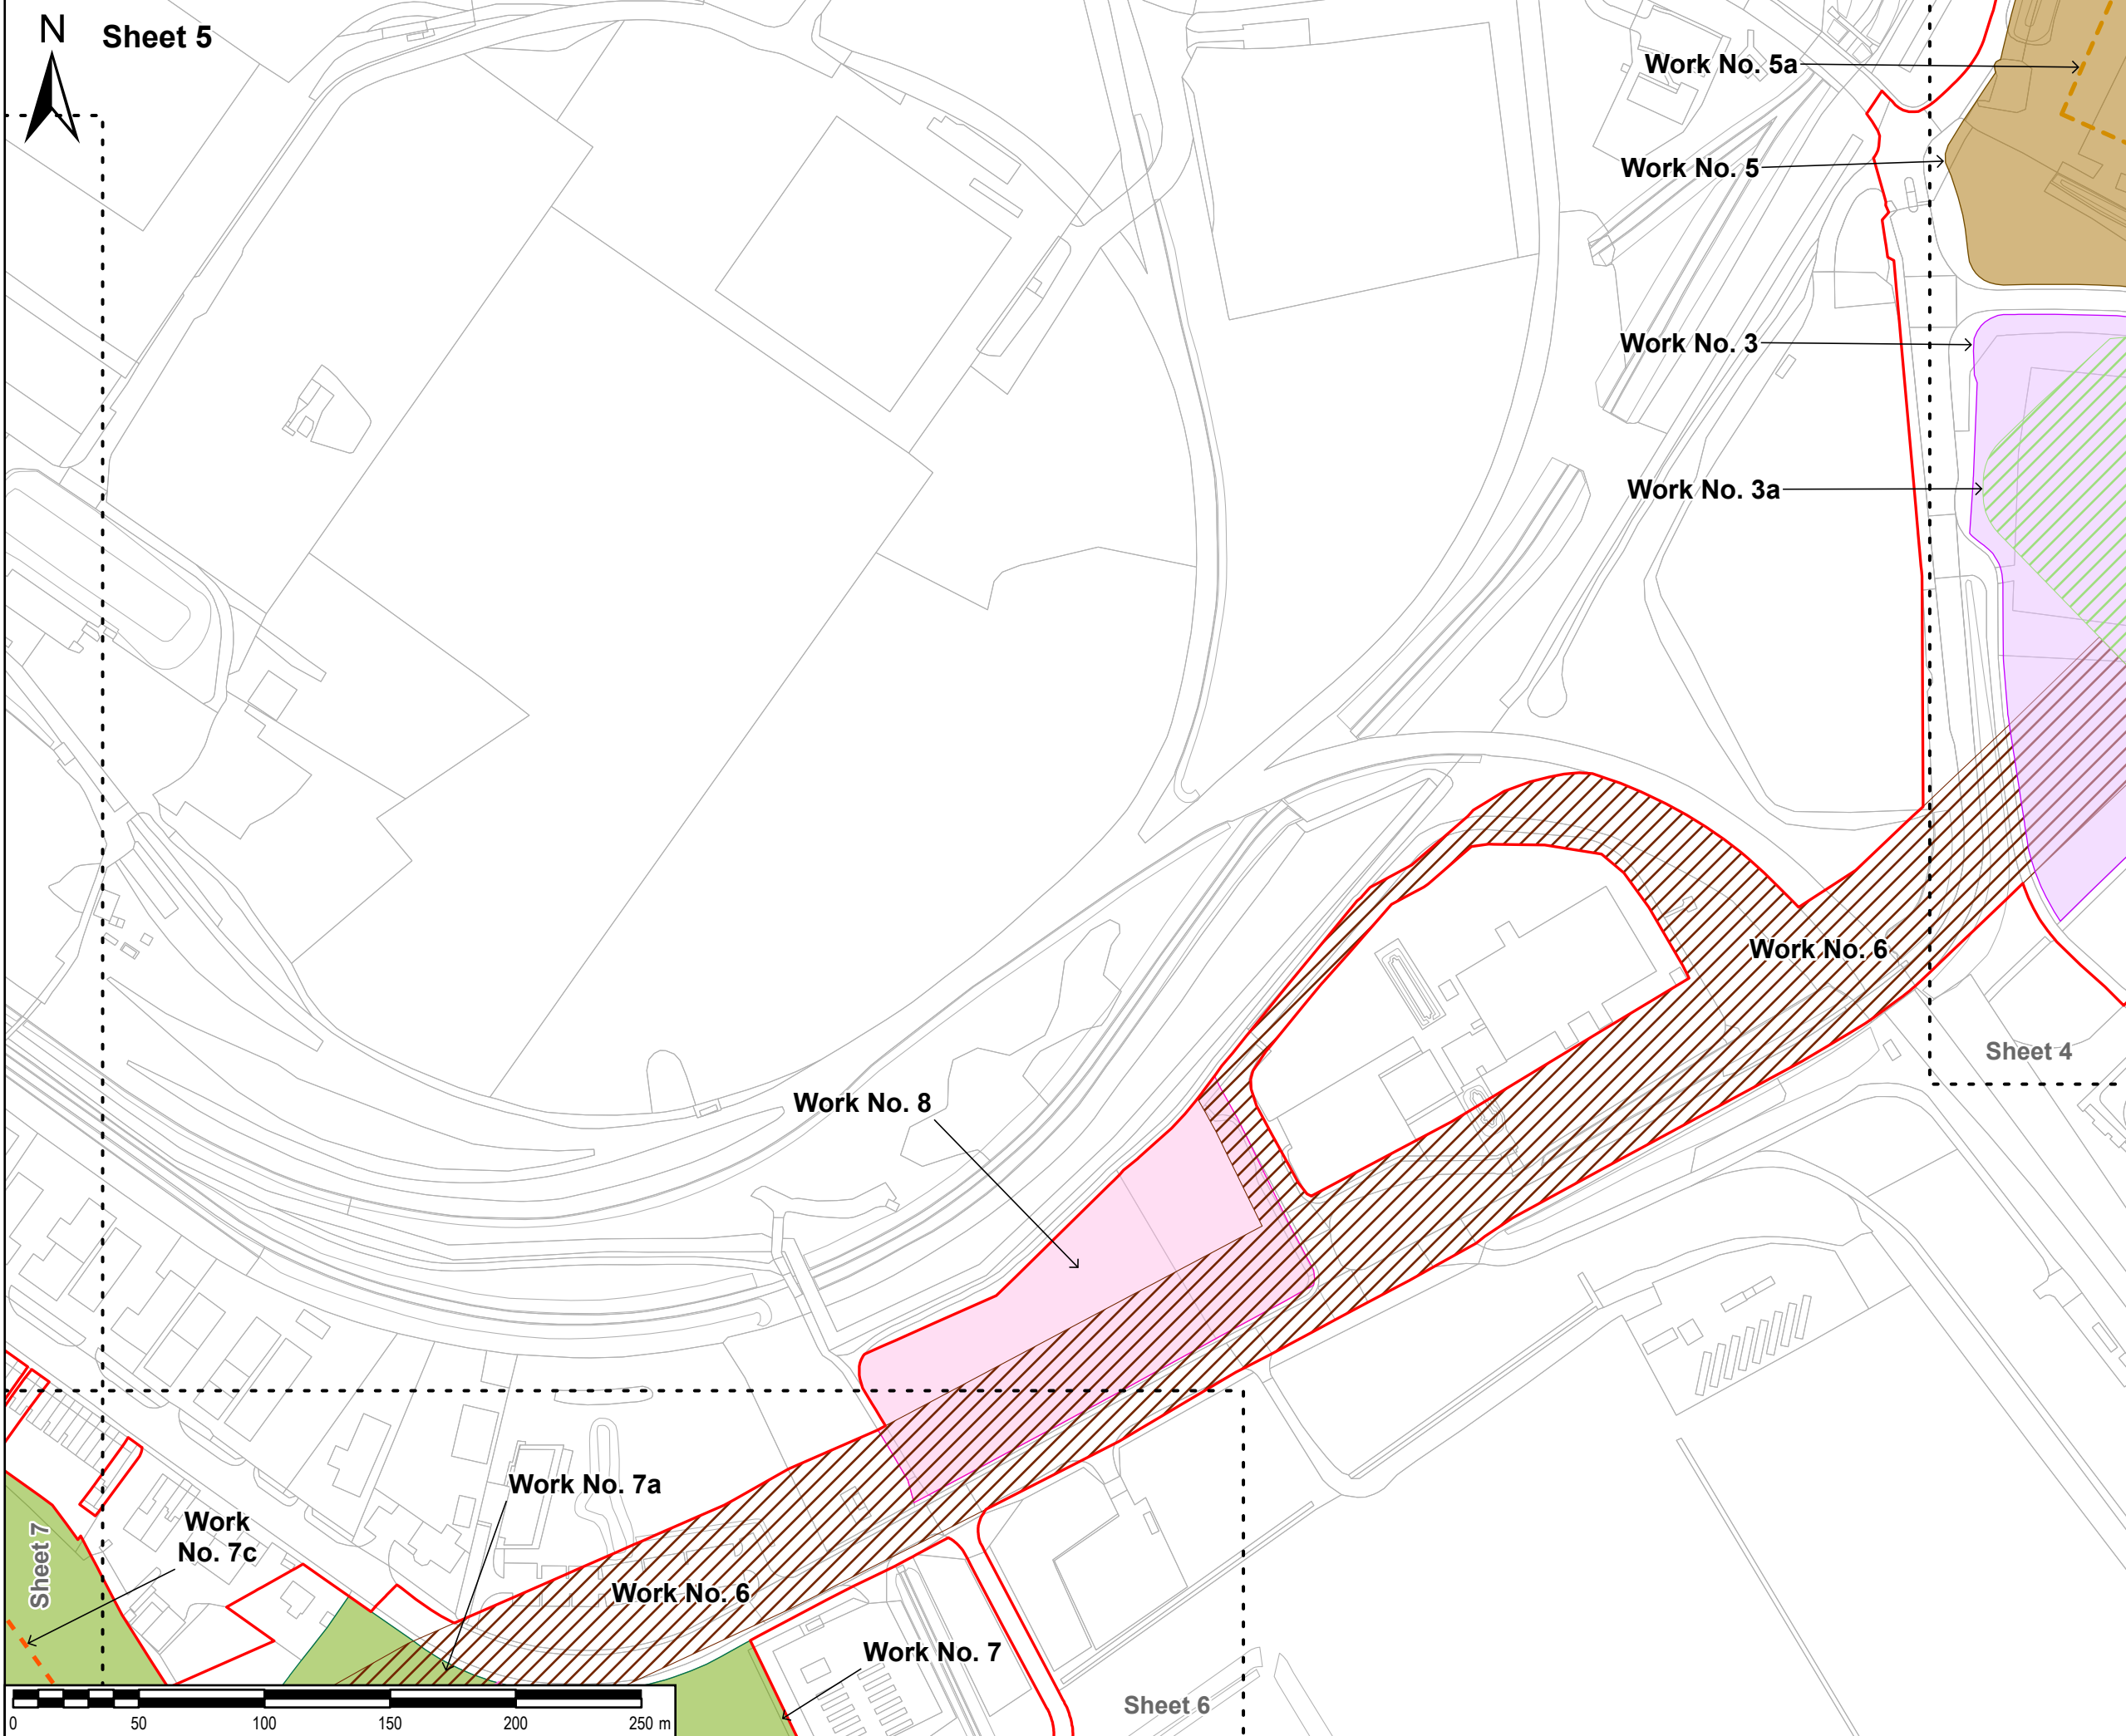 N
Sheet 5
Work No. 5a
Work No. 5
Work No. 3
Work No. 3a
Work No. 6
Sheet 4
Work No. 8
Work No. 7a
Work
No. 7c
Sheet 7
Work No. 6
Work No. 7
Sheet 6
0 50 100 150 200 250 m